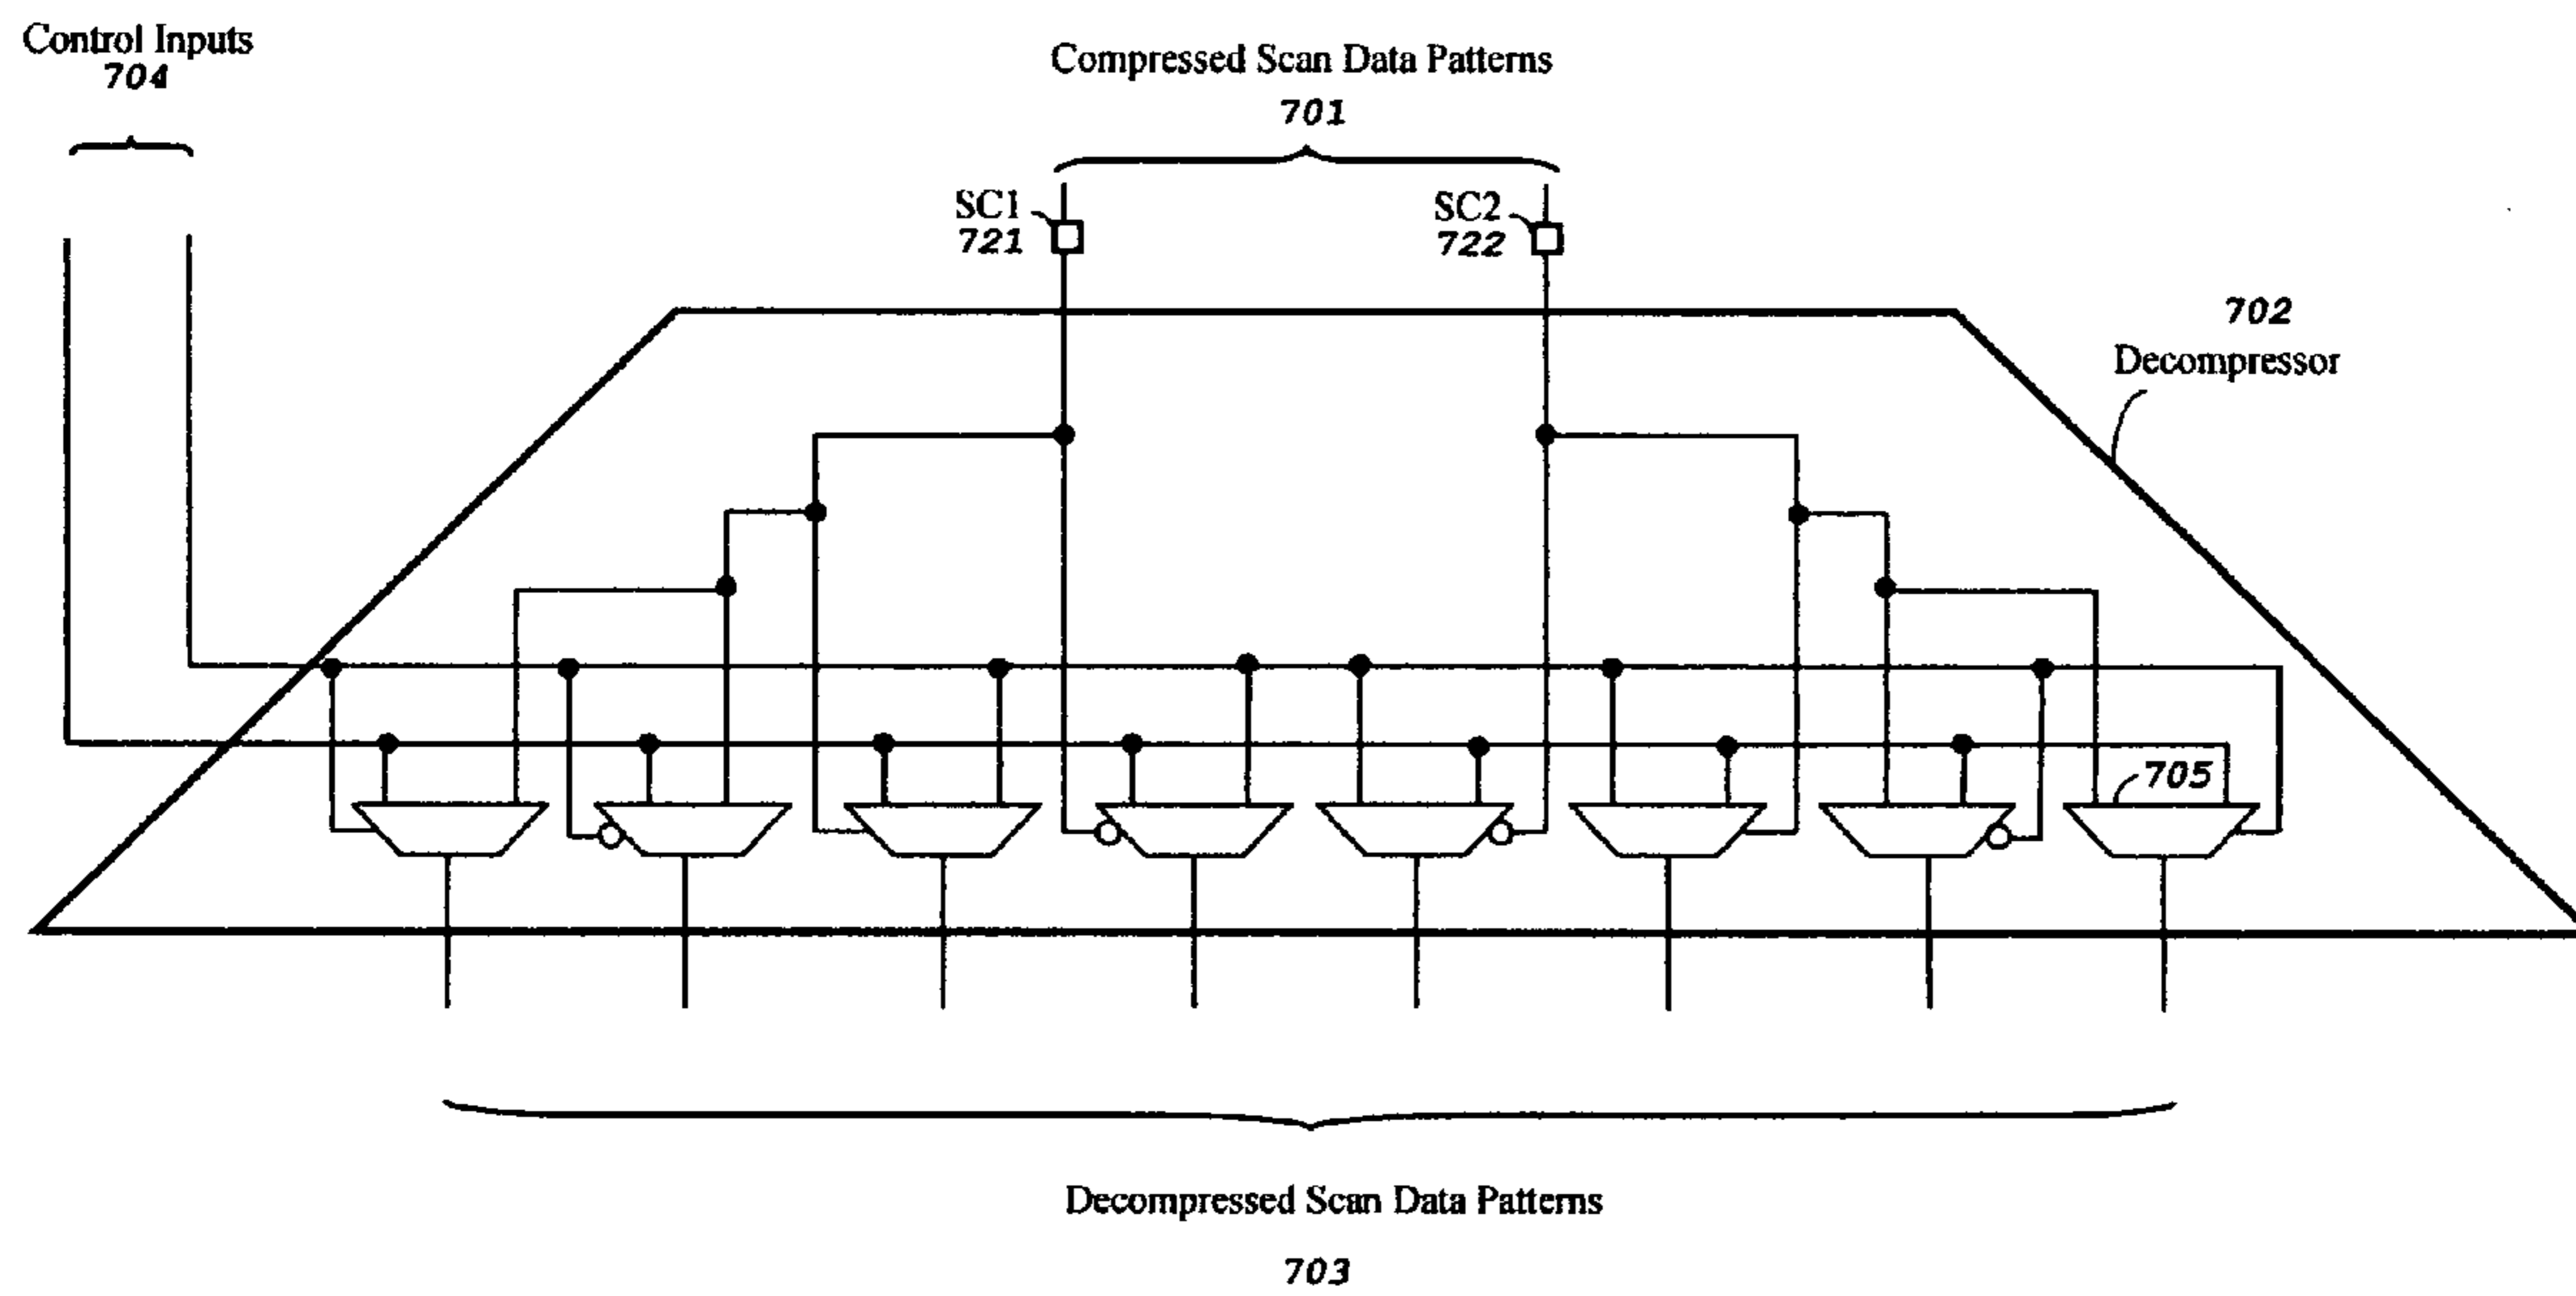 Control Inputs
704
Compressed Scan Data Patterns
701
SC1
721
SC2
722
702
Decompressor
705
Decompressed Scan Data Patterns
703